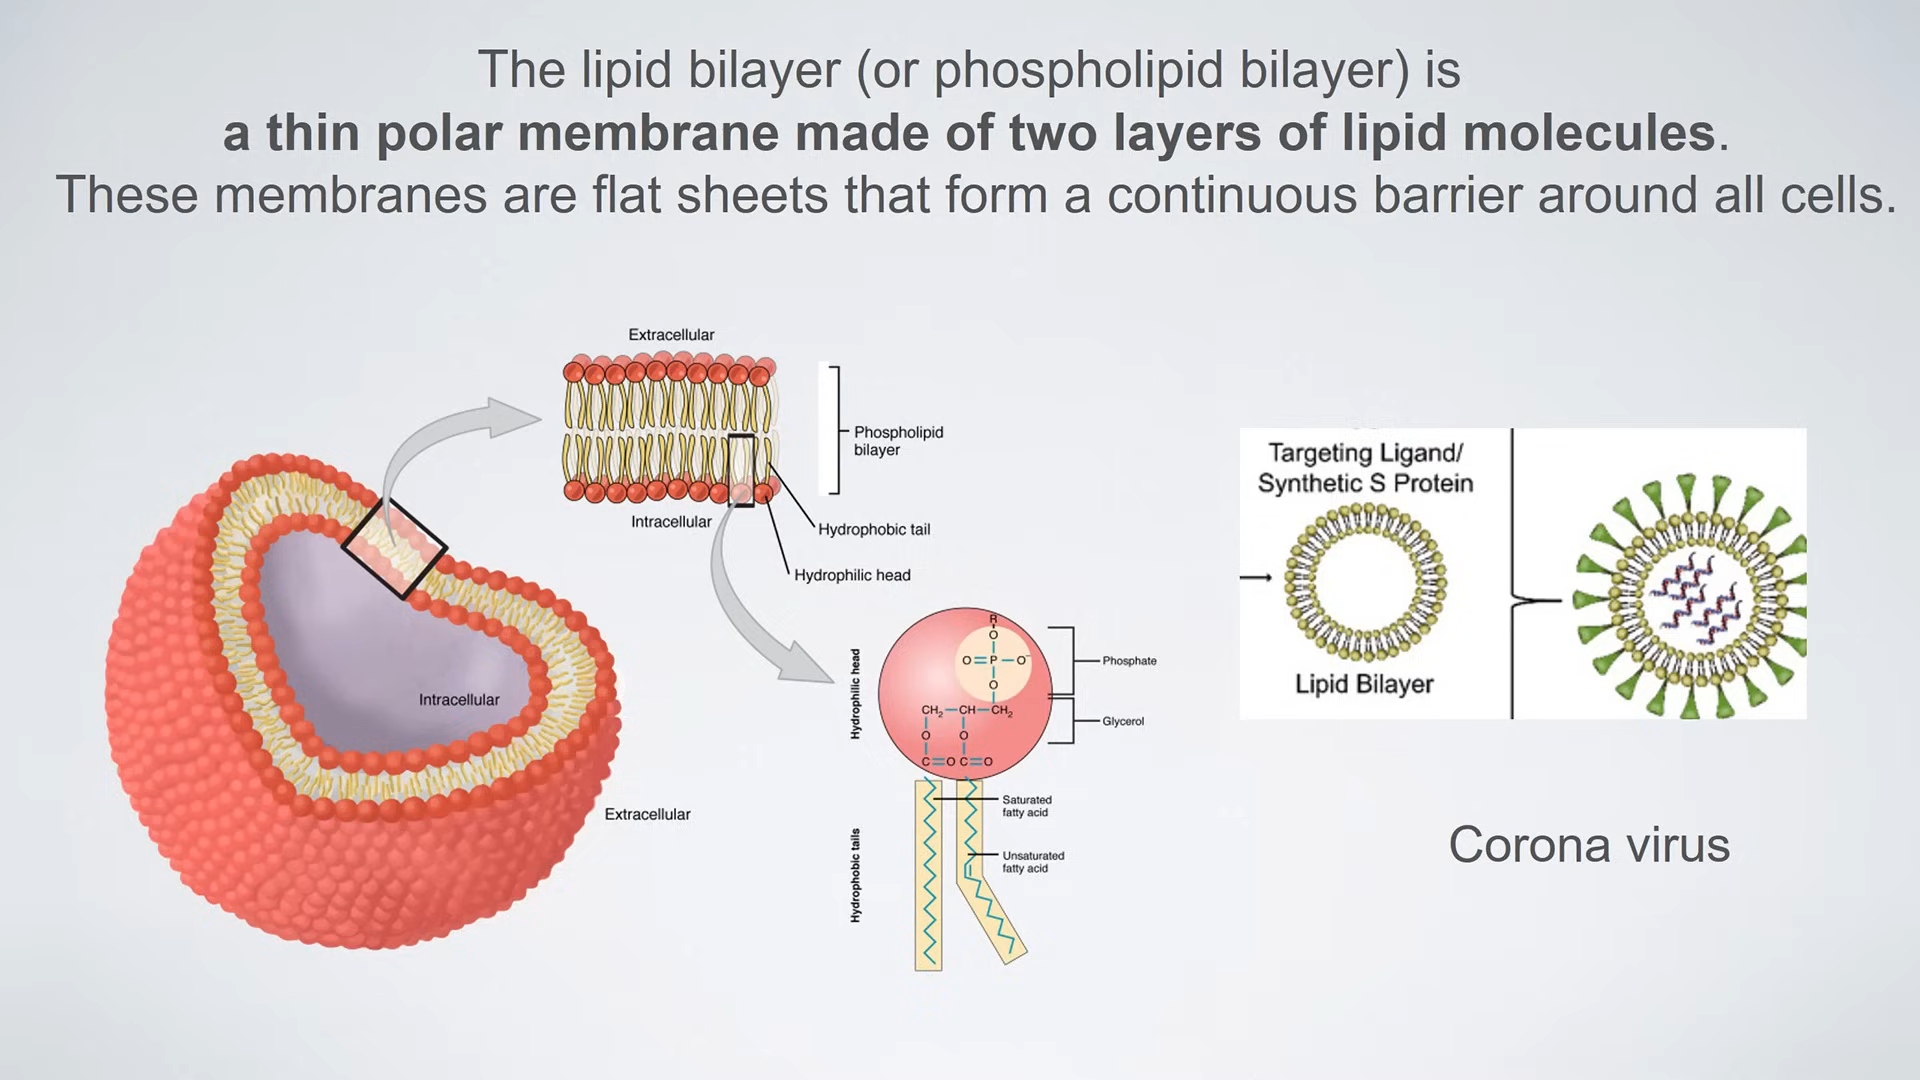 The lipid bilayer (or phospholipid bilayer) is
a thin polar membrane made of two layers of lipid molecules.
These membranes are flat sheets that form a continuous barrier around all cells.
Extracellular
Phospholipid
bilayer
Intracellular
Hydrophobic tail
Hydrophilic head
Intracellular
Extracellular
Hydrophilic head
R
O
O=P—O⁻
O
CH₂—CH—CH₂
O O
C=O C=O
Phosphate
Glycerol
Hydrophobic tails
Saturated
fatty acid
Unsaturated
fatty acid
Targeting Ligand/
Synthetic S Protein
Lipid Bilayer
Corona virus